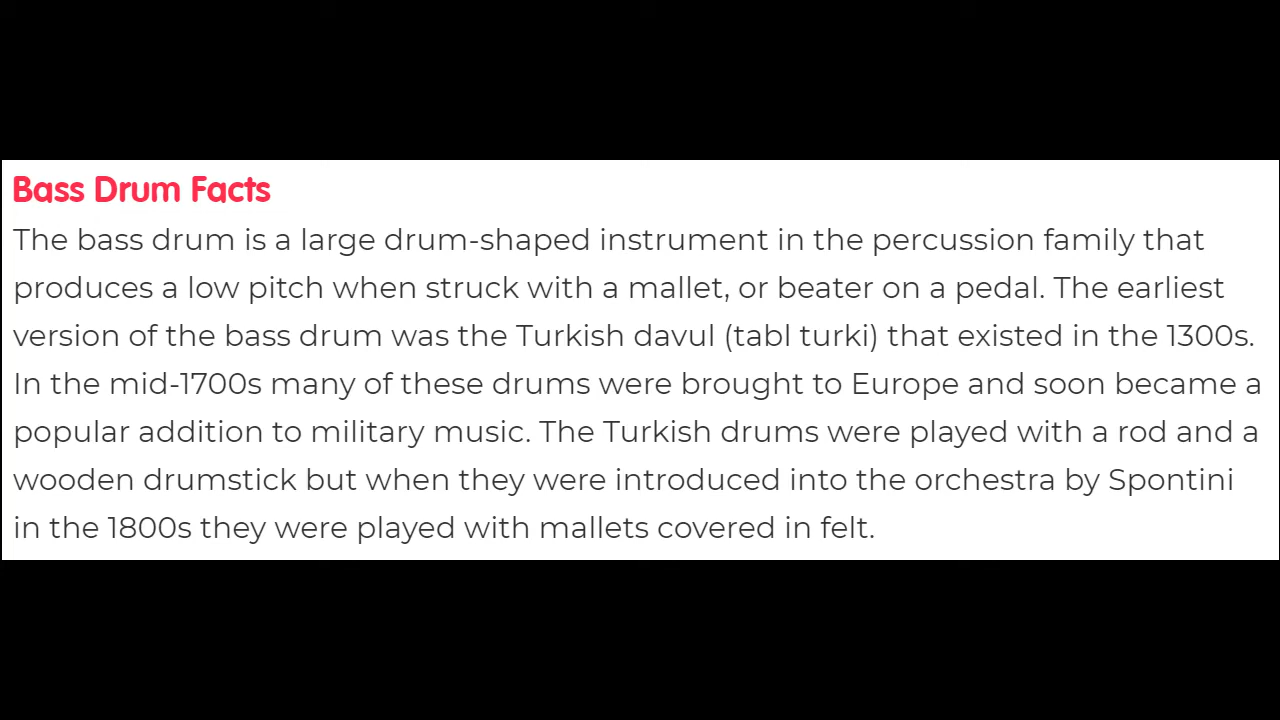 Bass Drum Facts
The bass drum is a large drum-shaped instrument in the percussion family that
produces a low pitch when struck with a mallet, or beater on a pedal. The earliest
version of the bass drum was the Turkish davul (tabl turki) that existed in the 1300s.
In the mid-1700s many of these drums were brought to Europe and soon became a
popular addition to military music. The Turkish drums were played with a rod and a
wooden drumstick but when they were introduced into the orchestra by Spontini
in the 1800s they were played with mallets covered in felt.